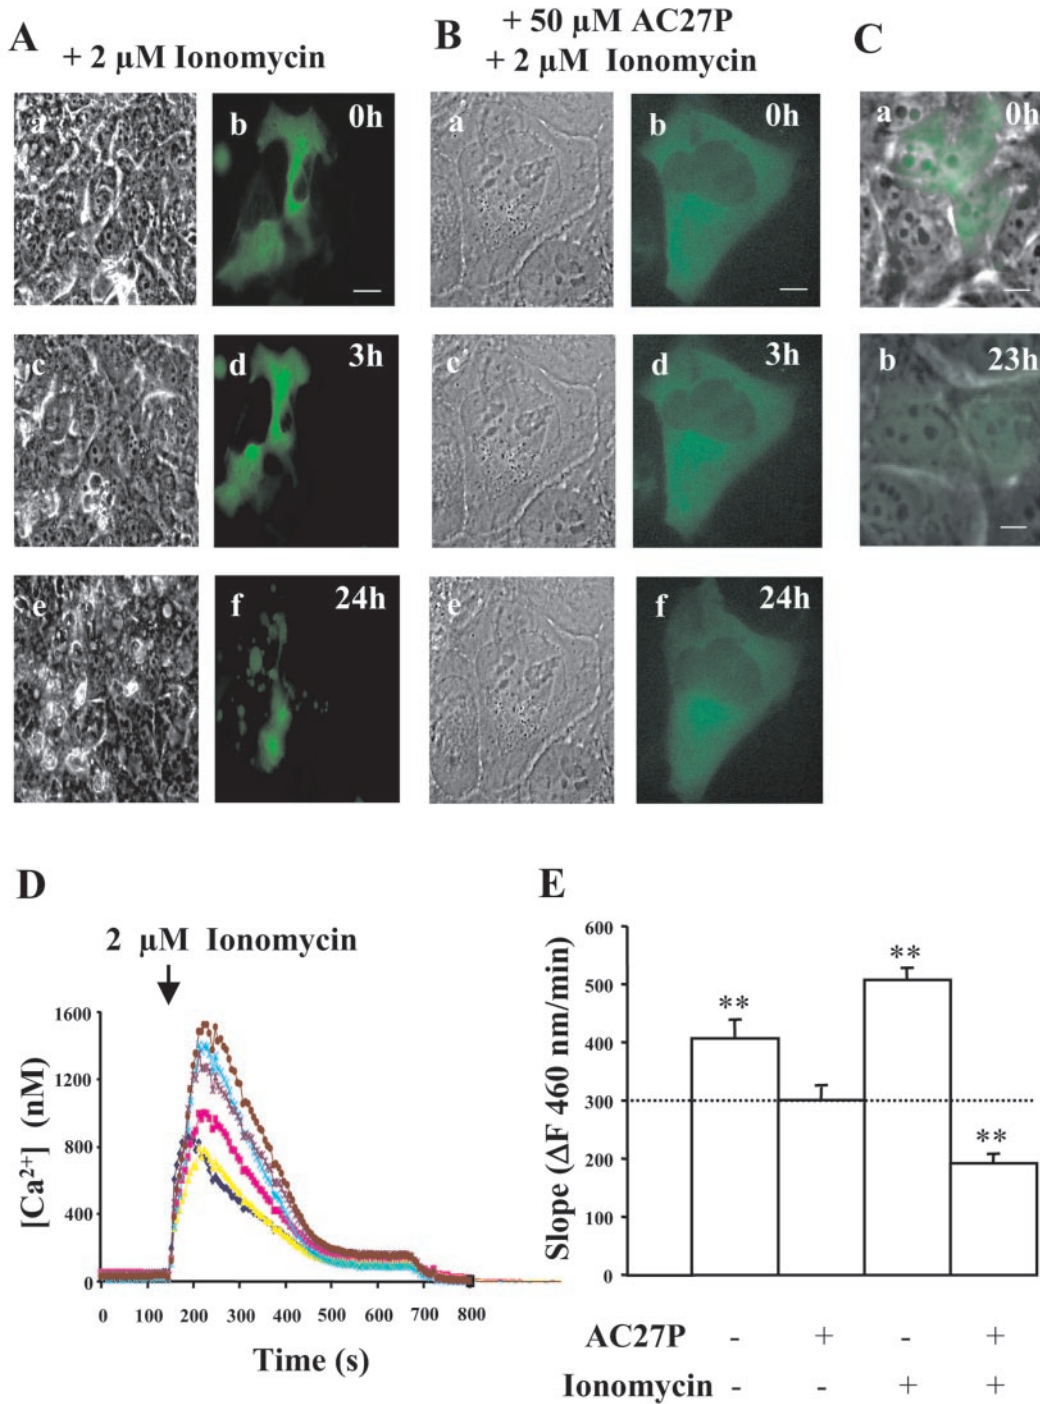 A
+ 2 µM Ionomycin
B
+ 50 µM AC27P
+ 2 µM Ionomycin
C
a
b
0h
a
b
0h
a
0h
c
d
3h
c
d
3h
b
23h
e
f
24h
e
f
24h
D
2 µM Ionomycin
[Ca2+] (nM)
1600
1200
800
400
0
0 100 200 300 400 500 600 700 800
Time (s)
E
Slope (ΔF 460 nm/min)
600
500
400
300
200
100
0
**
**
**
AC27P - + - +
Ionomycin - - + +